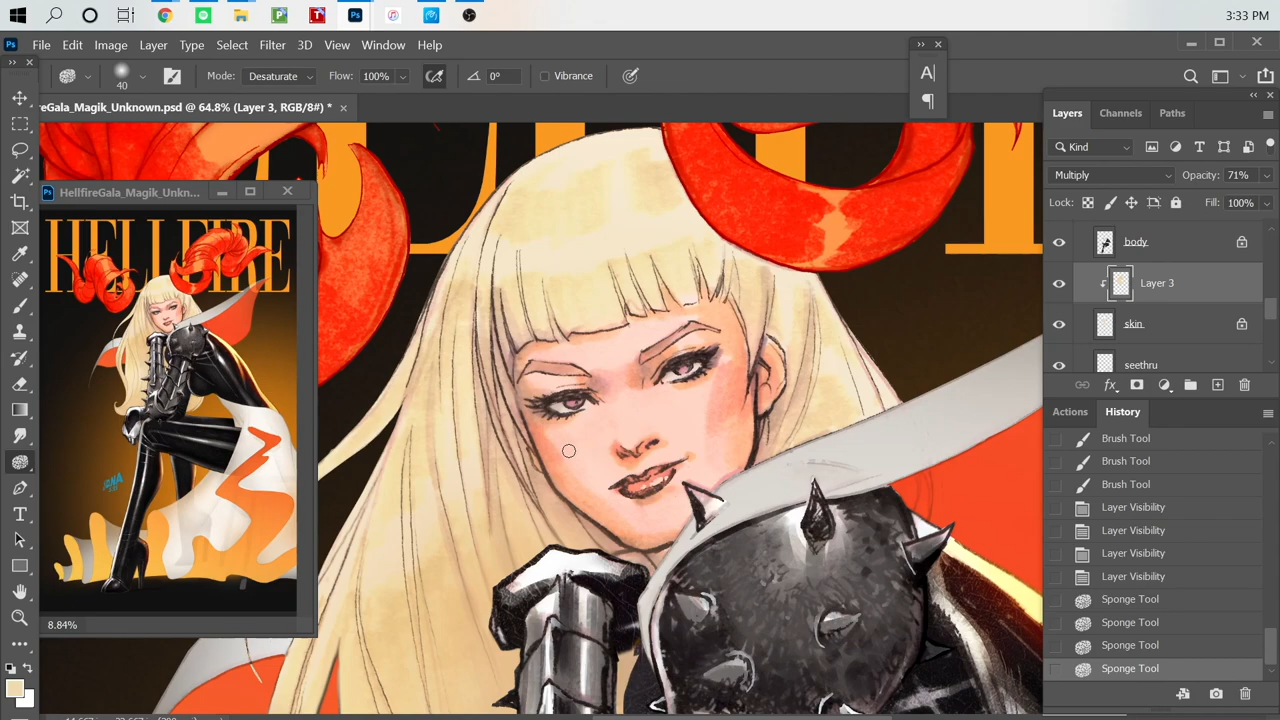 3:33 PM
Ps File Edit Image Layer Type Select Filter 3D View Window Help
40 Mode: Desaturate Flow: 100% 0° Vibrance
reGala_Magik_Unknown.psd @ 64.8% (Layer 3, RGB/8#) *
HellfireGala_Magik_Unkn...
HELLFIRE
8.84%
Layers Channels Paths
Kind
Multiply Opacity: 71%
Lock: Fill: 100%
body
Layer 3
skin
seethru
Actions History
Brush Tool
Brush Tool
Brush Tool
Layer Visibility
Layer Visibility
Layer Visibility
Layer Visibility
Sponge Tool
Sponge Tool
Sponge Tool
Sponge Tool